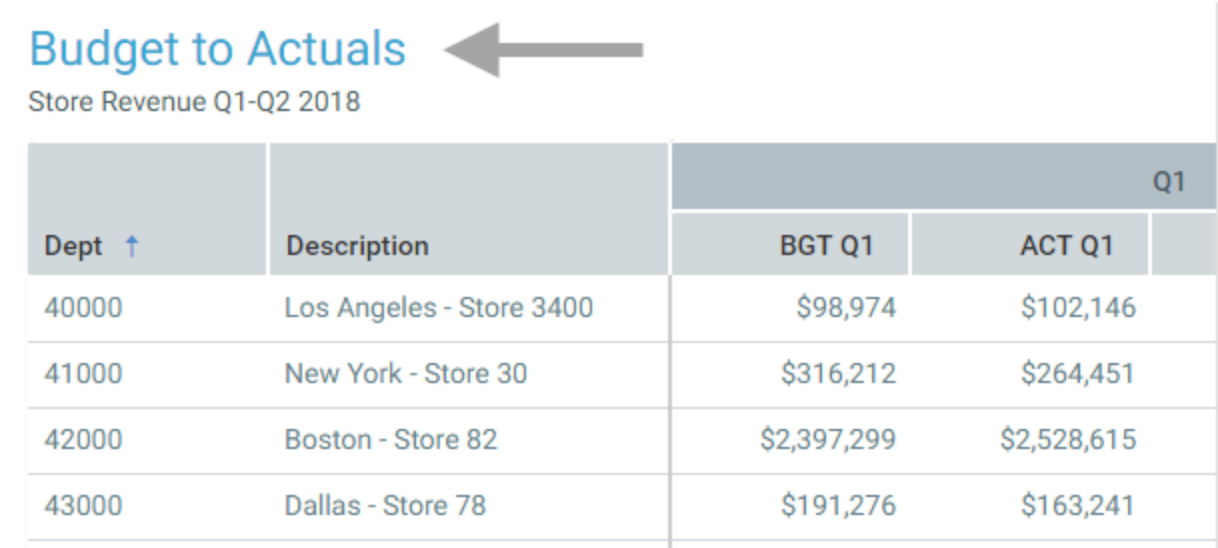 Budget to Actuals
Store Revenue Q1-Q2 2018
Q1
Dept ↑ Description BGT Q1 ACT Q1
40000 Los Angeles - Store 3400 $98,974 $102,146
41000 New York - Store 30 $316,212 $264,451
42000 Boston - Store 82 $2,397,299 $2,528,615
43000 Dallas - Store 78 $191,276 $163,241